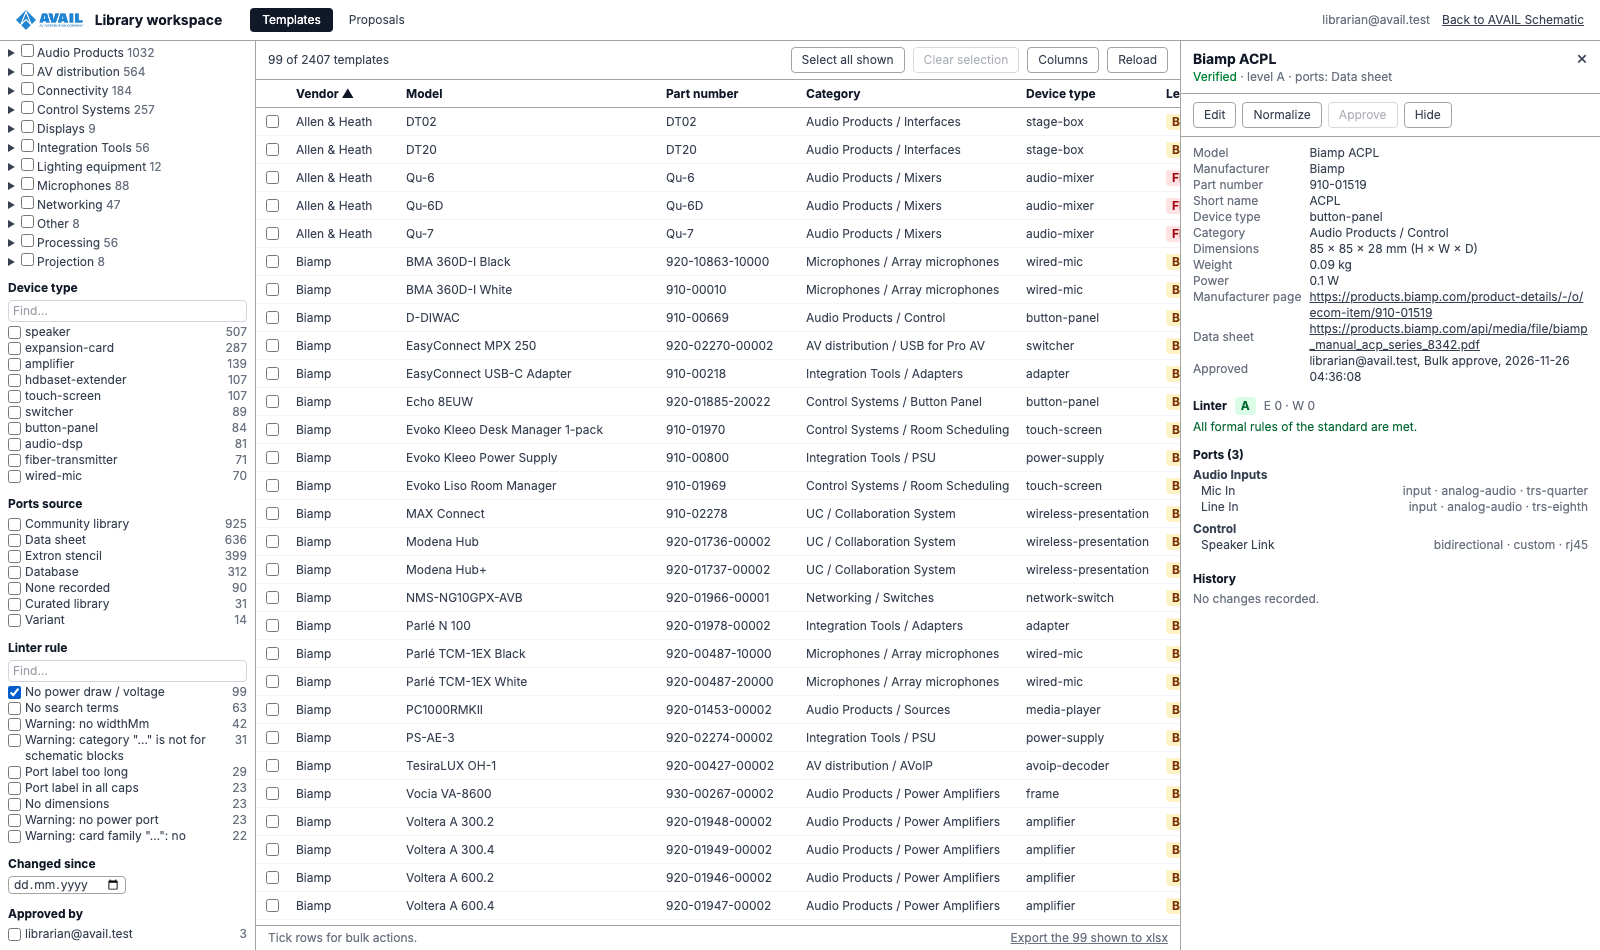 AVAIL
Library workspace
Templates
Proposals
librarian@avail.test
Back to AVAIL Schematic
Audio Products 1032
AV distribution 564
Connectivity 184
Control Systems 257
Displays 9
Integration Tools 56
Lighting equipment 12
Microphones 88
Networking 47
Other 8
Processing 56
Projection 8
Device type
Find...
speaker 507
expansion-card 287
amplifier 139
hdbaset-extender 107
touch-screen 107
switcher 89
button-panel 84
audio-dsp 81
fiber-transmitter 71
wired-mic 70
Ports source
Community library 925
Data sheet 636
Extron stencil 399
Database 312
None recorded 90
Curated library 31
Variant 14
Linter rule
Find...
No power draw / voltage 99
No search terms 63
Warning: no widthMm 42
Warning: category "..." is not for 31
schematic blocks
Port label too long 29
Port label in all caps 23
No dimensions 23
Warning: no power port 23
Warning: card family "...": no 22
Changed since
dd.mm.yyyy
Approved by
librarian@avail.test 3
99 of 2407 templates
Select all shown
Clear selection
Columns
Reload
Vendor ▲ Model Part number Category Device type Le
Allen & Heath DT02 DT02 Audio Products / Interfaces stage-box B
Allen & Heath DT20 DT20 Audio Products / Interfaces stage-box B
Allen & Heath Qu-6 Qu-6 Audio Products / Mixers audio-mixer F
Allen & Heath Qu-6D Qu-6D Audio Products / Mixers audio-mixer F
Allen & Heath Qu-7 Qu-7 Audio Products / Mixers audio-mixer F
Biamp BMA 360D-I Black 920-10863-10000 Microphones / Array microphones wired-mic B
Biamp BMA 360D-I White 910-00010 Microphones / Array microphones wired-mic B
Biamp D-DIWAC 910-00669 Audio Products / Control button-panel B
Biamp EasyConnect MPX 250 920-02270-00002 AV distribution / USB for Pro AV switcher B
Biamp EasyConnect USB-C Adapter 910-00218 Integration Tools / Adapters adapter B
Biamp Echo 8EUW 920-01885-20022 Control Systems / Button Panel button-panel B
Biamp Evoko Kleeo Desk Manager 1-pack 910-01970 Control Systems / Room Scheduling touch-screen B
Biamp Evoko Kleeo Power Supply 910-00800 Integration Tools / PSU power-supply B
Biamp Evoko Liso Room Manager 910-01969 Control Systems / Room Scheduling touch-screen B
Biamp MAX Connect 910-02278 UC / Collaboration System wireless-presentation B
Biamp Modena Hub 920-01736-00002 UC / Collaboration System wireless-presentation B
Biamp Modena Hub+ 920-01737-00002 UC / Collaboration System wireless-presentation B
Biamp NMS-NG10GPX-AVB 920-01966-00001 Networking / Switches network-switch B
Biamp Parlé N 100 920-01978-00002 Integration Tools / Adapters adapter B
Biamp Parlé TCM-1EX Black 920-00487-10000 Microphones / Array microphones wired-mic B
Biamp Parlé TCM-1EX White 920-00487-20000 Microphones / Array microphones wired-mic B
Biamp PC1000RMKII 920-01453-00002 Audio Products / Sources media-player B
Biamp PS-AE-3 920-02274-00002 Integration Tools / PSU power-supply B
Biamp TesiraLUX OH-1 920-00427-00002 AV distribution / AVoIP avoip-decoder B
Biamp Vocia VA-8600 930-00267-00002 Audio Products / Power Amplifiers frame B
Biamp Voltera A 300.2 920-01948-00002 Audio Products / Power Amplifiers amplifier B
Biamp Voltera A 300.4 920-01949-00002 Audio Products / Power Amplifiers amplifier B
Biamp Voltera A 600.2 920-01946-00002 Audio Products / Power Amplifiers amplifier B
Biamp Voltera A 600.4 920-01947-00002 Audio Products / Power Amplifiers amplifier B
Tick rows for bulk actions.
Export the 99 shown to xlsx
Biamp ACPL
Verified · level A · ports: Data sheet
Edit
Normalize
Approve
Hide
Model Biamp ACPL
Manufacturer Biamp
Part number 910-01519
Short name ACPL
Device type button-panel
Category Audio Products / Control
Dimensions 85 × 85 × 28 mm (H × W × D)
Weight 0.09 kg
Power 0.1 W
Manufacturer page https://products.biamp.com/product-details/-/o/
ecom-item/910-01519
Data sheet https://products.biamp.com/api/media/file/biamp
_manual_acp_series_8342.pdf
Approved librarian@avail.test, Bulk approve, 2026-11-26
04:36:08
Linter A E 0 · W 0
All formal rules of the standard are met.
Ports (3)
Audio Inputs
Mic In input · analog-audio · trs-quarter
Line In input · analog-audio · trs-eighth
Control
Speaker Link bidirectional · custom · rj45
History
No changes recorded.